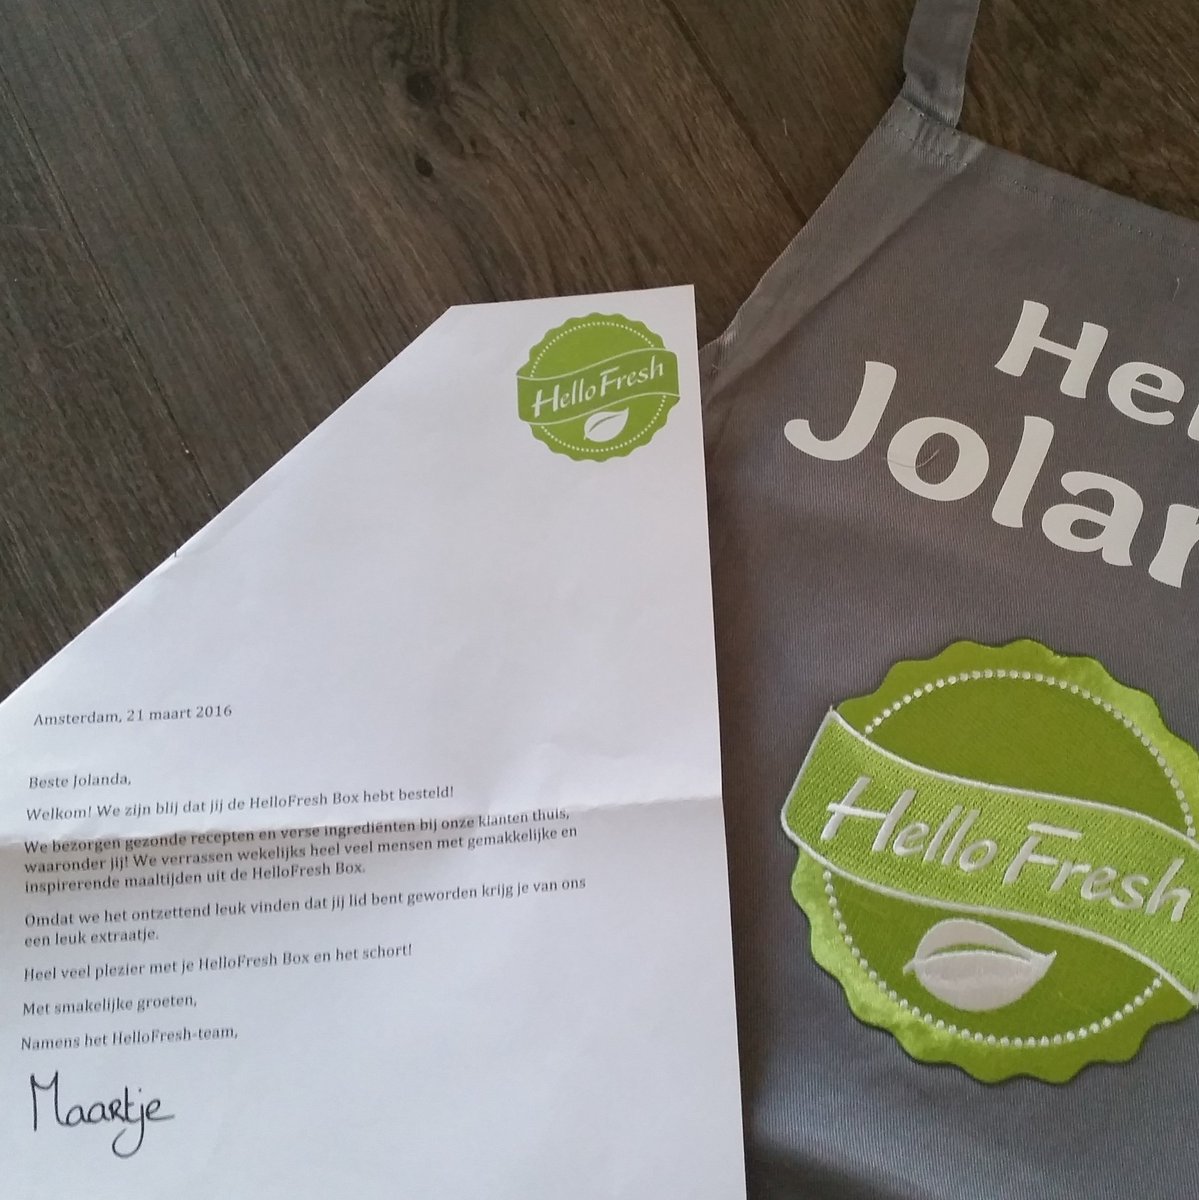 HelloFresh
Amsterdam, 21 maart 2016
Beste Jolanda,
Welkom! We zijn blij dat jij de HelloFresh Box hebt besteld!
We bezorgen gezonde recepten en verse ingrediënten bij onze klanten thuis,
waaronder jij! We verrassen wekelijks heel veel mensen met gemakkelijke en
inspirerende maaltijden uit de HelloFresh Box.
Omdat we het ontzettend leuk vinden dat jij lid bent geworden krijg je van ons
een leuk extraatje.
Heel veel plezier met je HelloFresh Box en het schort!
Met smakelijke groeten,
Namens het HelloFresh-team,
Maartje
Hel
Jolan
HelloFresh